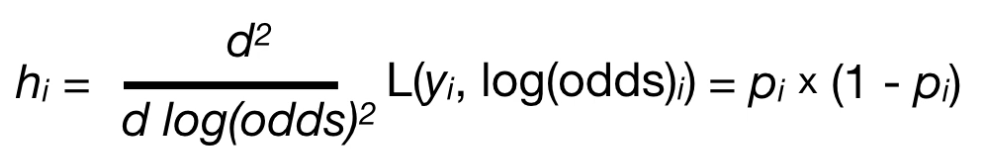 hi = d2 / d log(odds)2 L(yi, log(odds)i) = pi x (1 - pi)